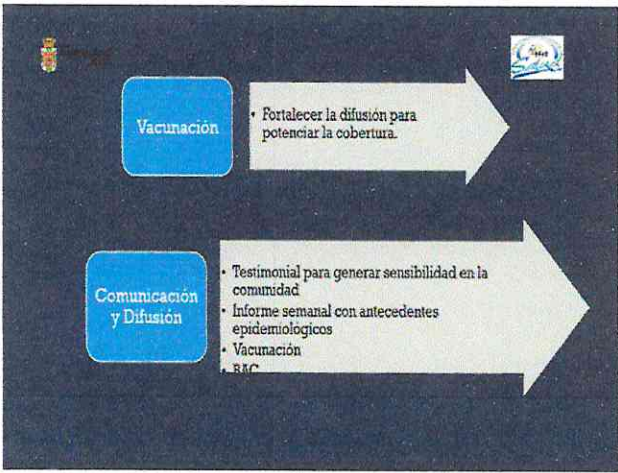 Vacunación
• Fortalecer la difusión para
potenciar la cobertura.
Comunicación
y Difusión
• Testimonial para generar sensibilidad en la
comunidad
• Informe semanal con antecedentes
epidemiológicos
• Vacunación
Salud